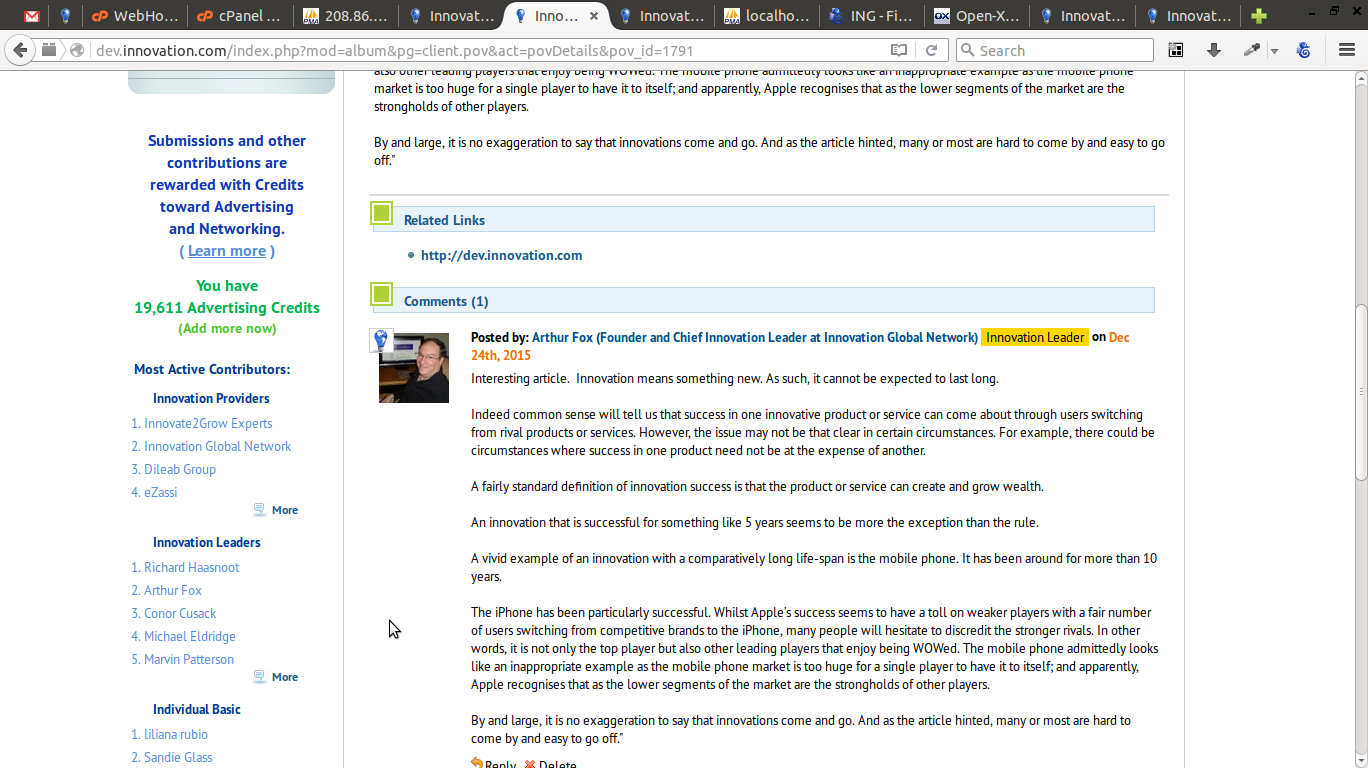 WebHo...
cPanel ...
208.86....
Innovat...
Inno...
Innovat...
localho...
ING - Fi...
Open-X...
Innovat...
Innovat...
dev.innovation.com/index.php?mod=album&pg=client.pov&act=povDetails&pov_id=1791
Search
also other leading players that enjoy being WOWed. The mobile phone admittedly looks like an inappropriate example as the mobile phone
market is too huge for a single player to have it to itself; and apparently, Apple recognises that as the lower segments of the market are the
strongholds of other players.
By and large, it is no exaggeration to say that innovations come and go. And as the article hinted, many or most are hard to come by and easy to go
off."
Submissions and other
contributions are
rewarded with Credits
toward Advertising
and Networking.
( Learn more )
You have
19,611 Advertising Credits
(Add more now)
Most Active Contributors:
Innovation Providers
1. Innovate2Grow Experts
2. Innovation Global Network
3. Dileab Group
4. eZassi
More
Innovation Leaders
1. Richard Haasnoot
2. Arthur Fox
3. Conor Cusack
4. Michael Eldridge
5. Marvin Patterson
More
Individual Basic
1. liliana rubio
2. Sandie Glass
Related Links
http://dev.innovation.com
Comments (1)
Posted by: Arthur Fox (Founder and Chief Innovation Leader at Innovation Global Network) Innovation Leader on Dec
24th, 2015
Interesting article.  Innovation means something new. As such, it cannot be expected to last long.
Indeed common sense will tell us that success in one innovative product or service can come about through users switching
from rival products or services. However, the issue may not be that clear in certain circumstances. For example, there could be
circumstances where success in one product need not be at the expense of another.
A fairly standard definition of innovation success is that the product or service can create and grow wealth.
An innovation that is successful for something like 5 years seems to be more the exception than the rule.
A vivid example of an innovation with a comparatively long life-span is the mobile phone. It has been around for more than 10
years.
The iPhone has been particularly successful. Whilst Apple's success seems to have a toll on weaker players with a fair number
of users switching from competitive brands to the iPhone, many people will hesitate to discredit the stronger rivals. In other
words, it is not only the top player but also other leading players that enjoy being WOWed. The mobile phone admittedly looks
like an inappropriate example as the mobile phone market is too huge for a single player to have it to itself; and apparently,
Apple recognises that as the lower segments of the market are the strongholds of other players.
By and large, it is no exaggeration to say that innovations come and go. And as the article hinted, many or most are hard to
come by and easy to go off."
Reply
Delete